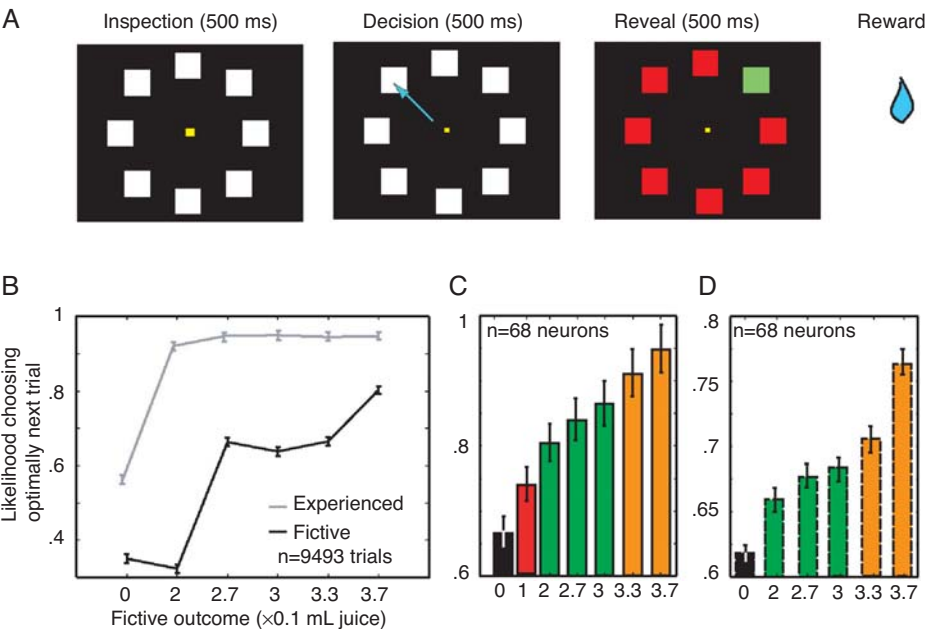 A
Inspection (500 ms)
Decision (500 ms)
Reveal (500 ms)
Reward
B
Likelihood choosing
optimally next trial
1
.8
.6
.4
Experienced
Fictive
n=9493 trials
0 2 2.7 3 3.3 3.7
Fictive outcome (×0.1 mL juice)
C
n=68 neurons
1
.8
.6
0 1 2 2.7 3 3.3 3.7
D
n=68 neurons
.8
.75
.7
.65
.6
0 2 2.7 3 3.3 3.7